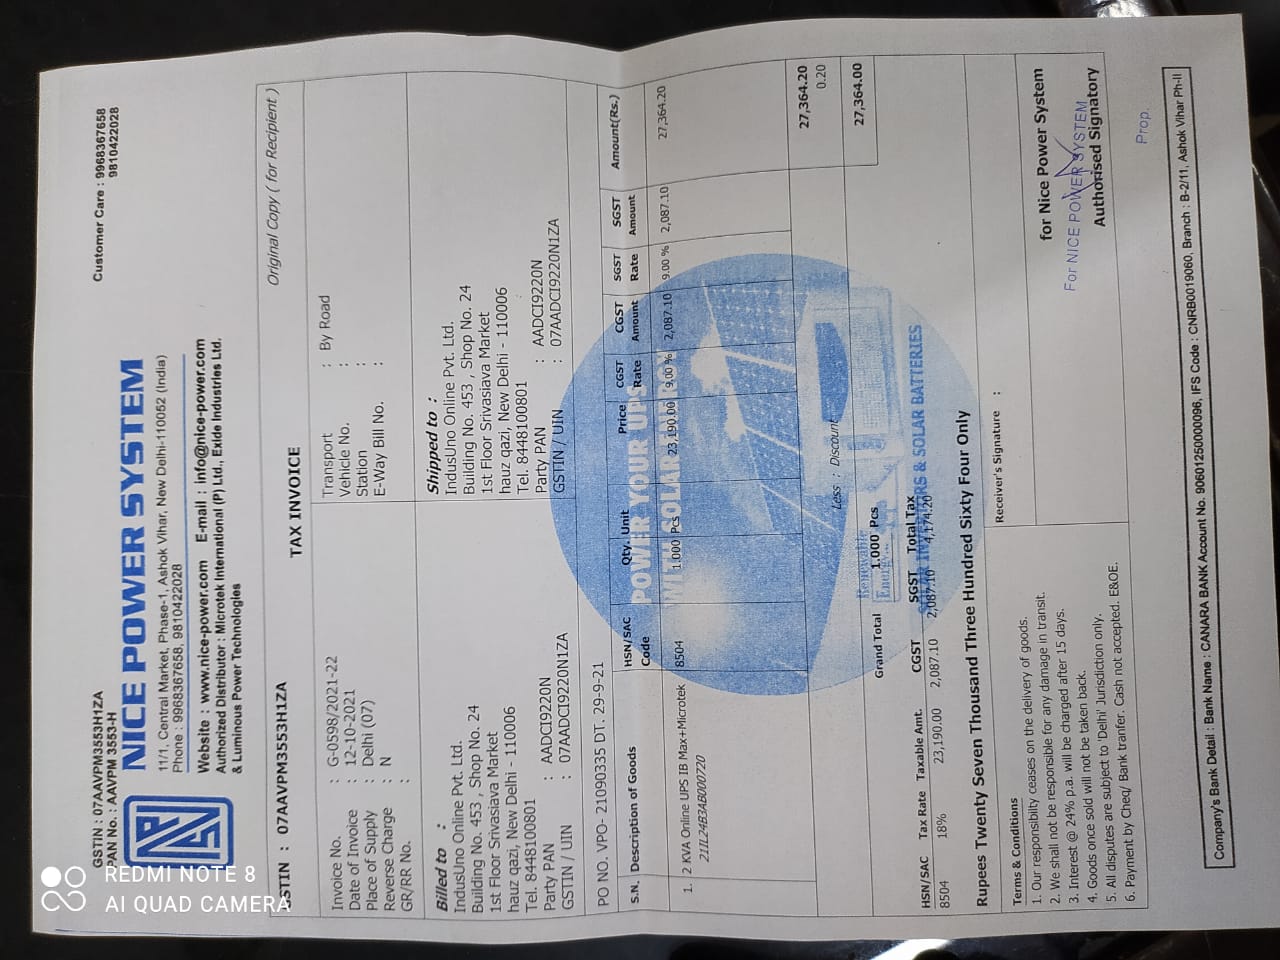 GSTIN : 07AAVPM3553H1ZA
PAN No. : AAVPM 3553-H
Customer Care : 9968367658
9810422028
NICE POWER SYSTEM
11/1, Central Market, Phase-1, Ashok Vihar, New Delhi-110052 (India)
Phone : 9968367658, 9810422028
Website : www.nice-power.com E-mail : info@nice-power.com
Authorized Distributor : Microtek International (P) Ltd., Exide Industries Ltd.
& Luminous Power Technologies
GSTIN : 07AAVPM3553H1ZA
TAX INVOICE
Original Copy ( for Recipient )
Invoice No. : G-0598/2021-22
Date of Invoice : 12-10-2021
Place of Supply : Delhi (07)
Reverse Charge : N
GR/RR No. :
Transport : By Road
Vehicle No. :
Station :
E-Way Bill No. :
Billed to :
IndusUno Online Pvt. Ltd.
Building No. 453 , Shop No. 24
1st Floor Srivasiava Market
hauz qazi, New Delhi - 110006
Tel. 8448100801
Party PAN : AADCI9220N
GSTIN / UIN : 07AADCI9220N1ZA
Shipped to :
IndusUno Online Pvt. Ltd.
Building No. 453 , Shop No. 24
1st Floor Srivasiava Market
hauz qazi, New Delhi - 110006
Tel. 8448100801
Party PAN : AADCI9220N
GSTIN / UIN : 07AADCI9220N1ZA
PO NO. VPO- 21090335 DT. 29-9-21
S.N. Description of Goods HSN/SAC Code Qty. Unit Price CGST Rate CGST Amount SGST Rate SGST Amount Amount(Rs.)
1. 2 KVA Online UPS IB Max+Microtek 8504 1.000 Pcs 23,190.00 9.00 % 2,087.10 9.00 % 2,087.10 27,364.20
21IL24B3AB000720
POWER YOUR UPS
WITH SOLAR
27,364.20
Less : Discount 0.20
Renewable
Energy...
Grand Total 1.000 Pcs 27,364.00
SOLAR INVERTERS & SOLAR BATTERIES
HSN/SAC Tax Rate Taxable Amt. CGST SGST Total Tax
8504 18% 23,190.00 2,087.10 2,087.10 4,174.20
Rupees Twenty Seven Thousand Three Hundred Sixty Four Only
Terms & Conditions
1. Our responsibilty ceases on the delivery of goods.
2. We shall not be responsible for any damage in transit.
3. Interest @ 24% p.a. will be charged after 15 days.
4. Goods once sold will not be taken back.
5. All disputes are subject to 'Delhi' Jurisdiction only.
6. Payment by Cheq/ Bank tranfer. Cash not accepted. E&OE.
Receiver's Signature :
for Nice Power System
For NICE POWER SYSTEM
Authorised Signatory
Prop.
Company's Bank Detail : Bank Name : CANARA BANK Account No. 90601250000096, IFS Code : CNRB0019060, Branch : B-2/11, Ashok Vihar Ph-II
REDMI NOTE 8
AI QUAD CAMERA